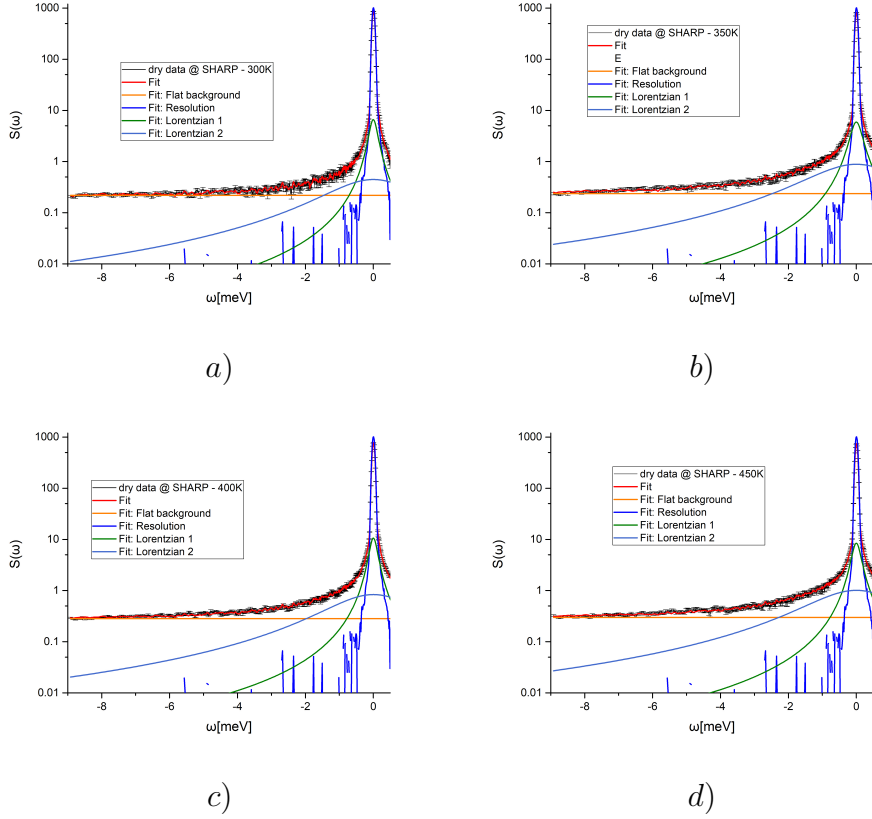 1000
100
10
1
0.1
0.01
S(ω)
dry data @ SHARP - 300K
Fit
Fit: Flat background
Fit: Resolution
Fit: Lorentzian 1
Fit: Lorentzian 2
-8 -6 -4 -2 0
ω[meV]
a)
1000
100
10
1
0.1
0.01
S(ω)
dry data @ SHARP - 350K
Fit
E
Fit: Flat background
Fit: Resolution
Fit: Lorentzian 1
Fit: Lorentzian 2
-8 -6 -4 -2 0
ω[meV]
b)
1000
100
10
1
0.1
0.01
S(ω)
dry data @ SHARP - 400K
Fit
Fit: Flat background
Fit: Resolution
Fit: Lorentzian 1
Fit: Lorentzian 2
-8 -6 -4 -2 0
ω[meV]
c)
1000
100
10
1
0.1
0.01
S(ω)
dry data @ SHARP - 450K
Fit
Fit: Flat background
Fit: Resolution
Fit: Lorentzian 1
Fit: Lorentzian 2
-8 -6 -4 -2 0
ω[meV]
d)